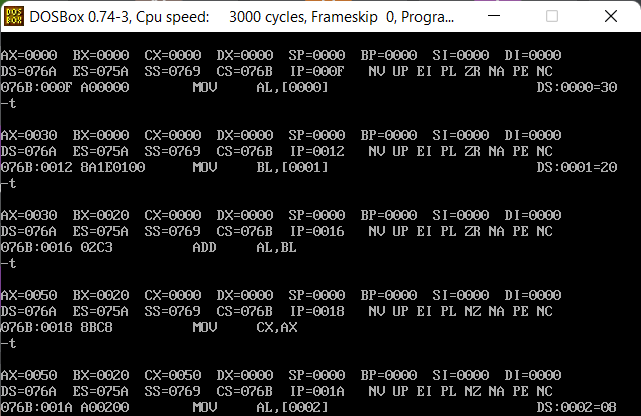 DOS BOX DOSBox 0.74-3, Cpu speed: 3000 cycles, Frameskip 0, Progra...
AX=0000 BX=0000 CX=0000 DX=0000 SP=0000 BP=0000 SI=0000 DI=0000
DS=076A ES=075A SS=0769 CS=076B IP=000F NV UP EI PL ZR NA PE NC
076B:000F A00000 MOV AL,[0000] DS:0000=30
-t
AX=0030 BX=0000 CX=0000 DX=0000 SP=0000 BP=0000 SI=0000 DI=0000
DS=076A ES=075A SS=0769 CS=076B IP=0012 NV UP EI PL ZR NA PE NC
076B:0012 8A1E0100 MOV BL,[0001] DS:0001=20
-t
AX=0030 BX=0020 CX=0000 DX=0000 SP=0000 BP=0000 SI=0000 DI=0000
DS=076A ES=075A SS=0769 CS=076B IP=0016 NV UP EI PL ZR NA PE NC
076B:0016 02C3 ADD AL,BL
-t
AX=0050 BX=0020 CX=0000 DX=0000 SP=0000 BP=0000 SI=0000 DI=0000
DS=076A ES=075A SS=0769 CS=076B IP=0018 NV UP EI PL NZ NA PE NC
076B:0018 8BC8 MOV CX,AX
-t
AX=0050 BX=0020 CX=0050 DX=0000 SP=0000 BP=0000 SI=0000 DI=0000
DS=076A ES=075A SS=0769 CS=076B IP=001A NV UP EI PL NZ NA PE NC
076B:001A A00200 MOV AL,[0002] DS:0002=08